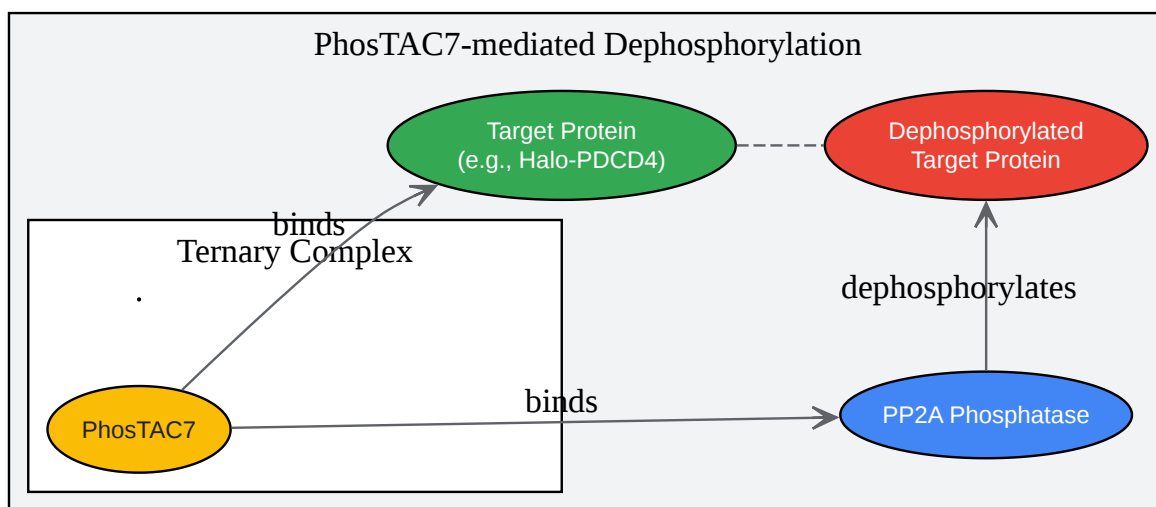 PhosTAC7-mediated Dephosphorylation
Target Protein
(e.g., Halo-PDCD4)
Dephosphorylated
Target Protein
binds
Ternary Complex
.
dephosphorylates
binds
PhosTAC7
PP2A Phosphatase